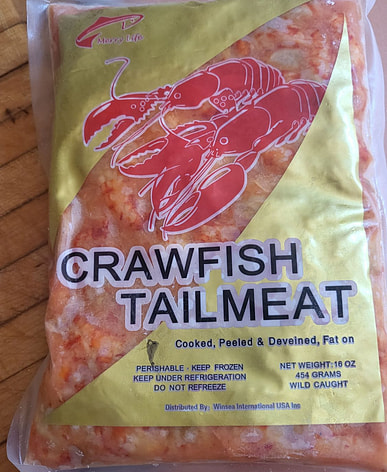 CRAWFISH
TAILMEAT
Cooked, Peeled & Deveined, Fat on
PERISHABLE - KEEP FROZEN
KEEP UNDER REFRIGERATION
DO NOT REFREEZE
NET WEIGHT:16 OZ
454 GRAMS
WILD CAUGHT
Distributed By: Winsea International USA Inc